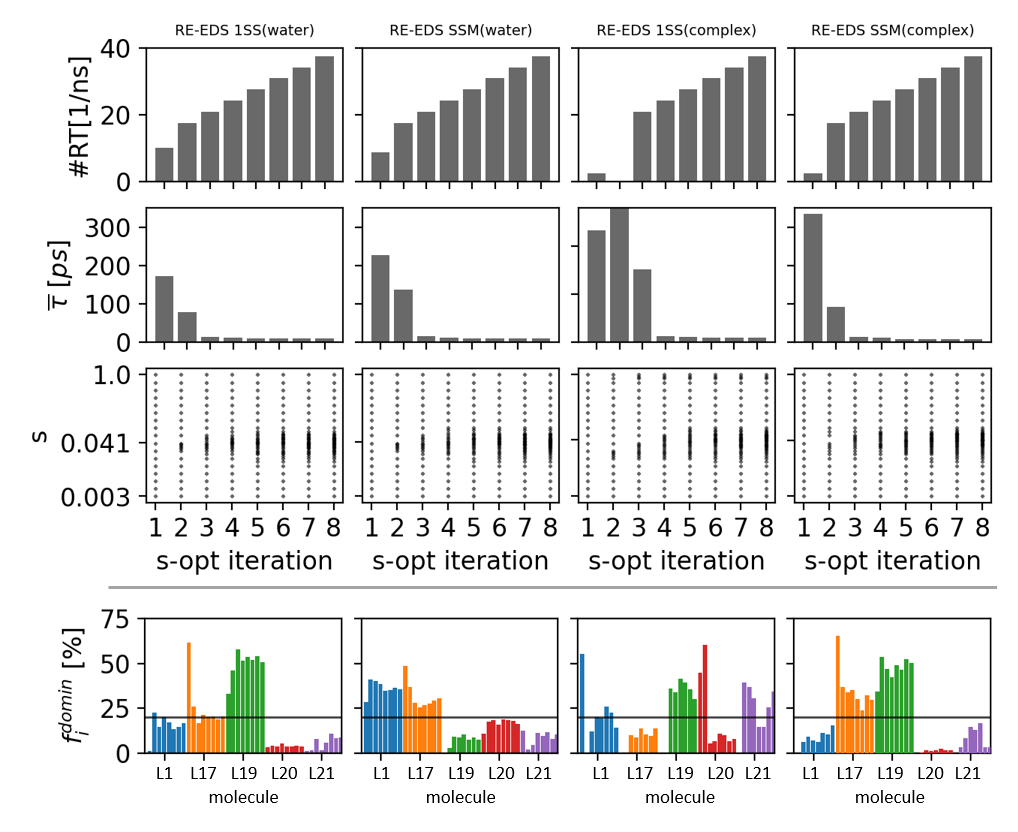 RE-EDS 1SS(water) RE-EDS SSM(water) RE-EDS 1SS(complex) RE-EDS SSM(complex)
#RT[1/ns]
40
20
0
τ̅ [ps]
300
200
100
0
s
1.0
0.041
0.003
1 2 3 4 5 6 7 8 1 2 3 4 5 6 7 8 1 2 3 4 5 6 7 8 1 2 3 4 5 6 7 8
s-opt iteration s-opt iteration s-opt iteration s-opt iteration
f_i^domin [%]
75
50
25
0
L1 L17 L19 L20 L21 L1 L17 L19 L20 L21 L1 L17 L19 L20 L21 L1 L17 L19 L20 L21
molecule molecule molecule molecule